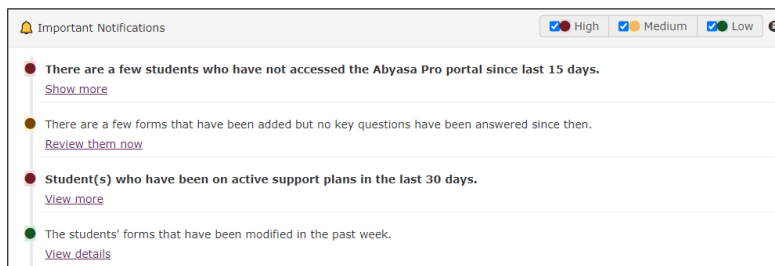 Important Notifications
High
Medium
Low
There are a few students who have not accessed the Abyasa Pro portal since last 15 days.
Show more
There are a few forms that have been added but no key questions have been answered since then.
Review them now
Student(s) who have been on active support plans in the last 30 days.
View more
The students' forms that have been modified in the past week.
View details